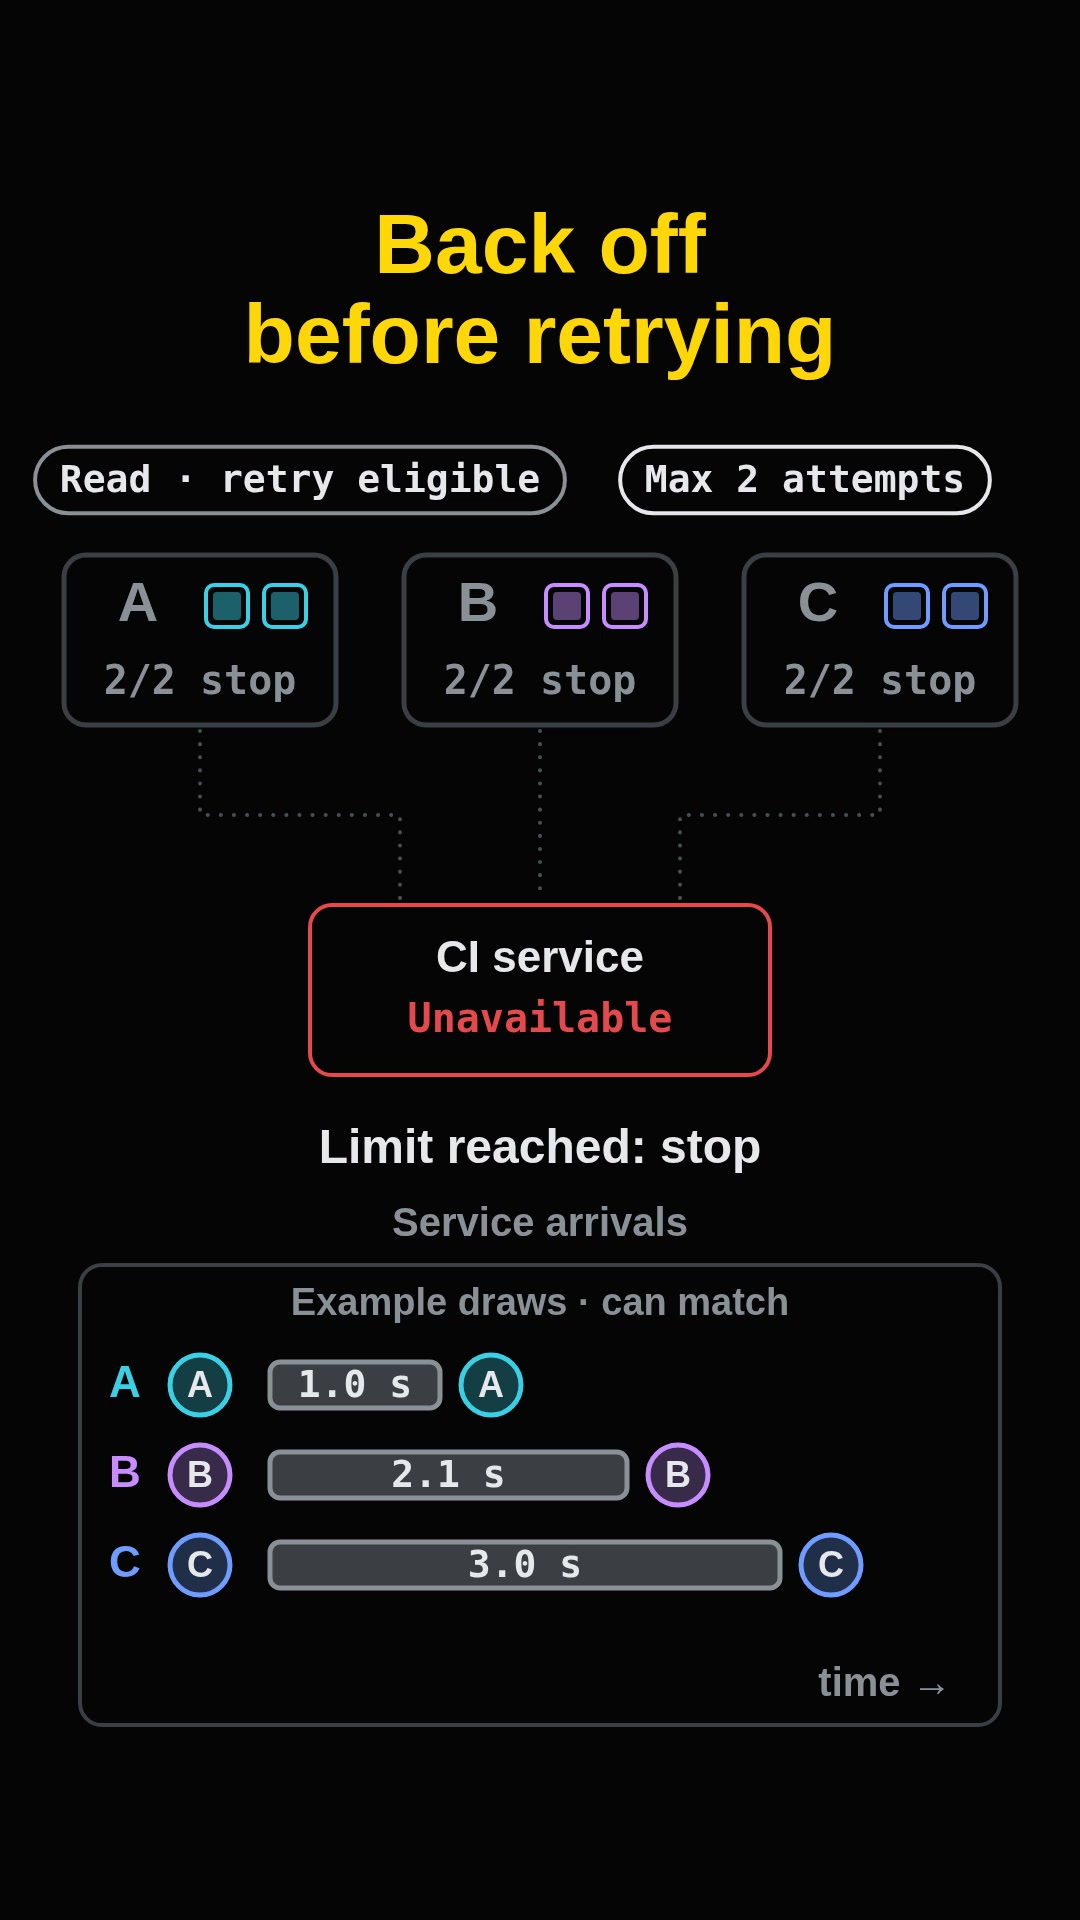 Back off
before retrying
Read · retry eligible
Max 2 attempts
A
2/2 stop
B
2/2 stop
C
2/2 stop
CI service
Unavailable
Limit reached: stop
Service arrivals
Example draws · can match
A A 1.0 s A
B B 2.1 s B
C C 3.0 s C
time →